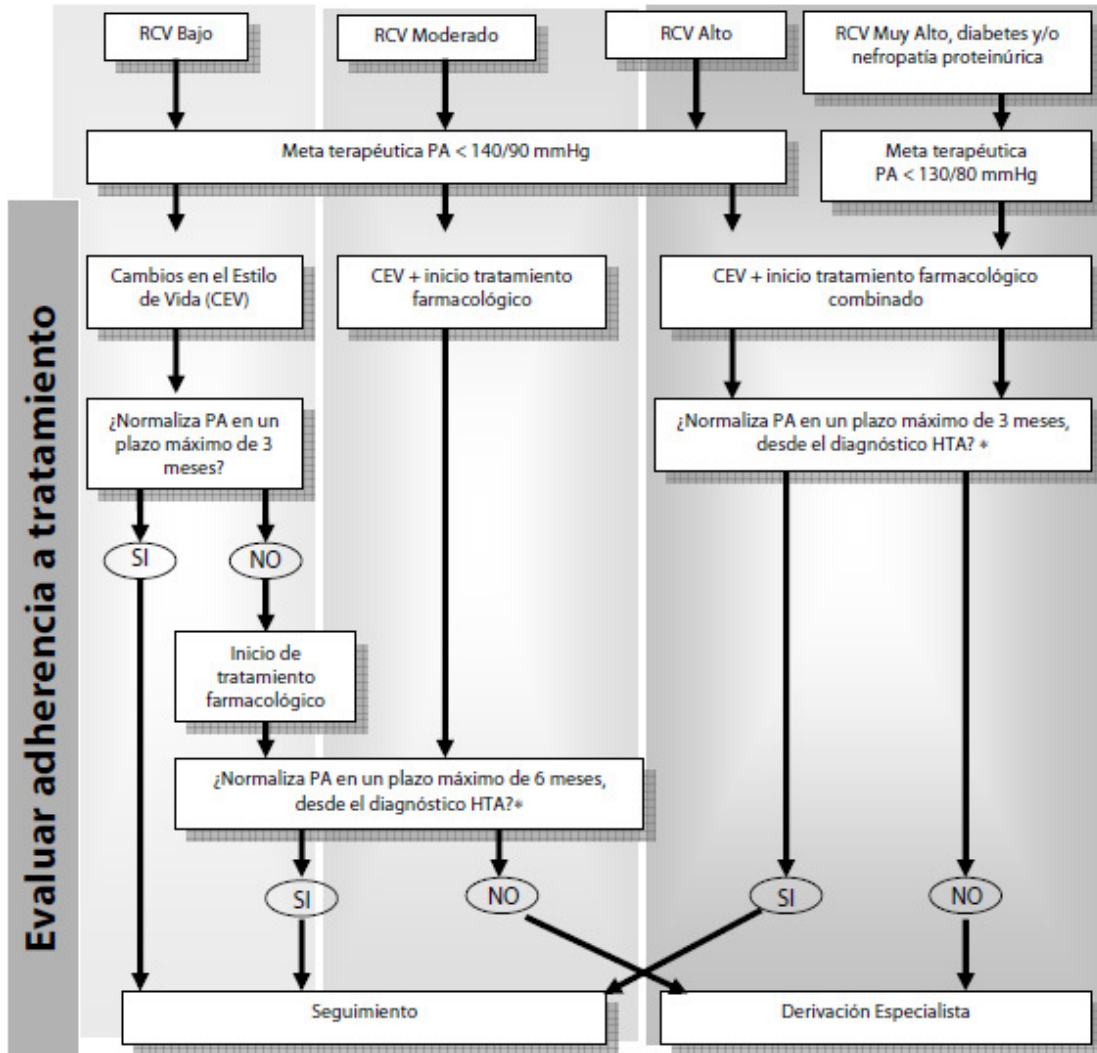 RCV Bajo
RCV Moderado
RCV Alto
RCV Muy Alto, diabetes y/o
nefropatía proteinúrica
Meta terapéutica PA < 140/90 mmHg
Meta terapéutica
PA < 130/80 mmHg
Evaluar adherencia a tratamiento
Cambios en el Estilo
de Vida (CEV)
CEV + inicio tratamiento
farmacológico
CEV + inicio tratamiento farmacológico
combinado
¿Normaliza PA en un
plazo máximo de 3
meses?
¿Normaliza PA en un plazo máximo de 3 meses,
desde el diagnóstico HTA? *
SI
NO
Inicio de
tratamiento
farmacológico
¿Normaliza PA en un plazo máximo de 6 meses,
desde el diagnóstico HTA?*
SI
NO
SI
NO
Seguimiento
Derivación Especialista